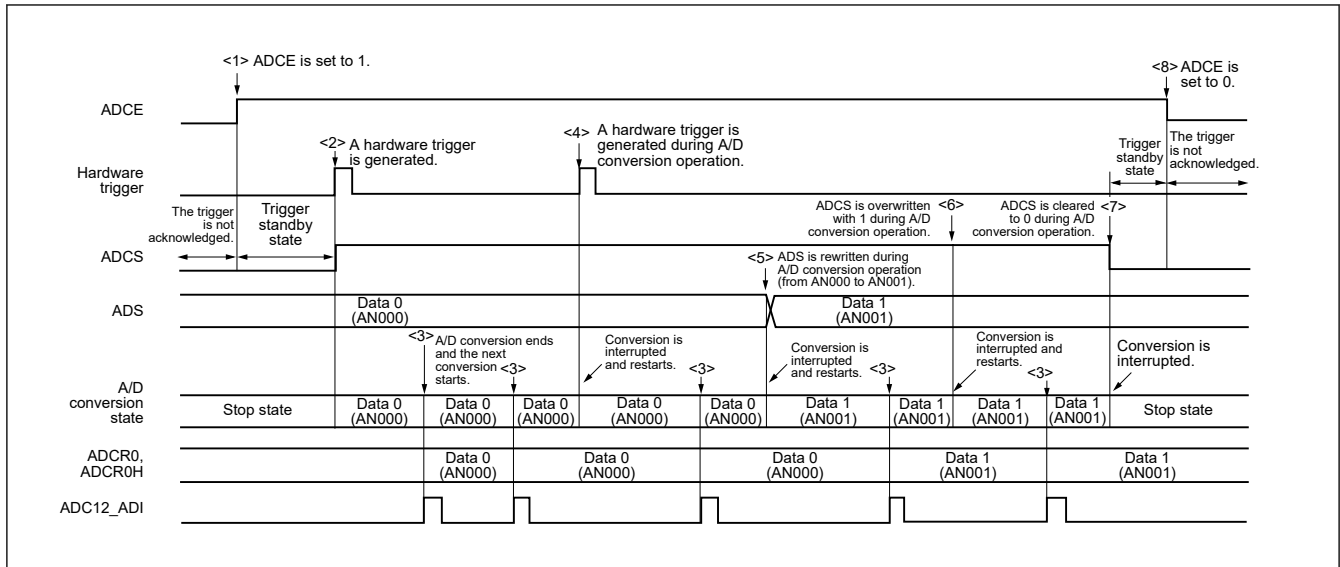 <1> ADCE is set to 1.
<8> ADCE is
set to 0.
ADCE
<2> A hardware trigger
is generated.
<4> A hardware trigger is
generated during A/D
conversion operation.
Trigger
standby
state
The trigger
is not
acknowledged.
Hardware
trigger
The trigger
is not
acknowledged.
Trigger
standby
state
ADCS is overwritten
with 1 during A/D
conversion operation.
<6>
ADCS is cleared
to 0 during A/D
conversion operation.
<7>
ADCS
<5> ADS is rewritten during
A/D conversion operation
(from AN000 to AN001).
ADS
Data 0
(AN000)
Data 1
(AN001)
<3> A/D conversion ends
and the next
conversion
starts.
<3>
Conversion is
interrupted
and restarts.
<3>
Conversion is
interrupted
and restarts.
<3>
Conversion is
interrupted and
restarts.
<3>
Conversion is
interrupted.
A/D
conversion
state
Stop state
Data 0
(AN000)
Data 0
(AN000)
Data 0
(AN000)
Data 0
(AN000)
Data 0
(AN000)
Data 1
(AN001)
Data 1
(AN001)
Data 1
(AN001)
Data 1
(AN001)
Stop state
ADCR0,
ADCR0H
Data 0
(AN000)
Data 0
(AN000)
Data 0
(AN000)
Data 1
(AN001)
Data 1
(AN001)
ADC12_ADI